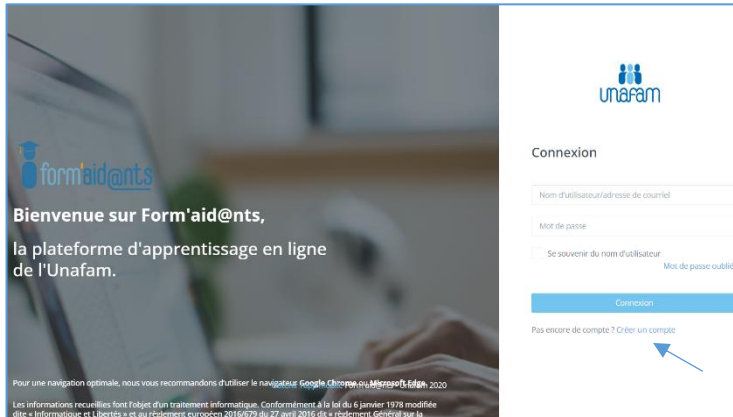 form'aid@nts
Bienvenue sur Form'aid@nts,
la plateforme d'apprentissage en ligne
de l'Unafam.
Pour une navigation optimale, nous vous recommandons d'utiliser le navigateur Google Chrome ou Microsoft Edge
2020
Les informations recueillies font l'objet d'un traitement informatique. Conformément à la loi du 6 janvier 1978 modifiée
dite « Informatique et Libertés » et au règlement européen 2016/679 du 27 avril 2016 dit « règlement Général sur la
unafam
Connexion
Nom d'utilisateur/adresse de courriel
Mot de passe
Se souvenir du nom d'utilisateur
Mot de passe oublié
Connexion
Pas encore de compte ? Créer un compte